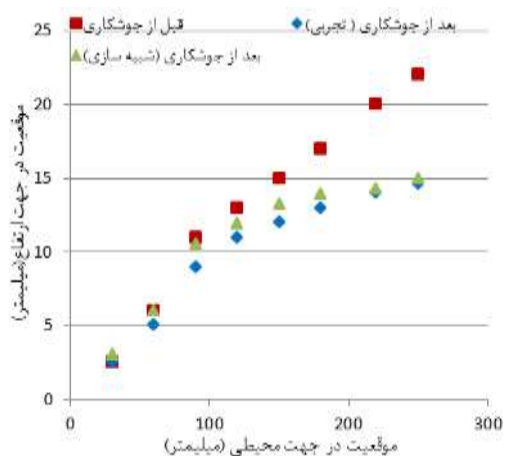 25
قبل از جوشکاری
بعد از جوشکاری ( تجربی)
بعد از جوشکاری (شبیه سازی)
20
15
10
5
0
موقعیت در جهت ارتفاع(میلیمتر)
0 100 200 300
موقعیت در جهت محیطی (میلیمتر)